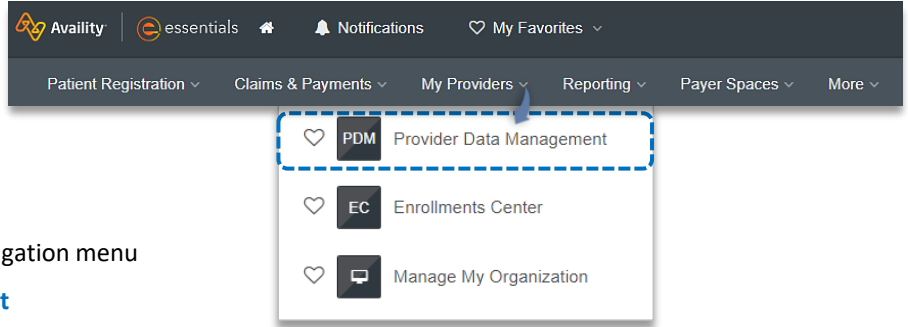 Availity essentials Notifications My Favorites
Patient Registration Claims & Payments My Providers Reporting Payer Spaces More
PDM Provider Data Management
EC Enrollments Center
gation menu
Manage My Organization
t